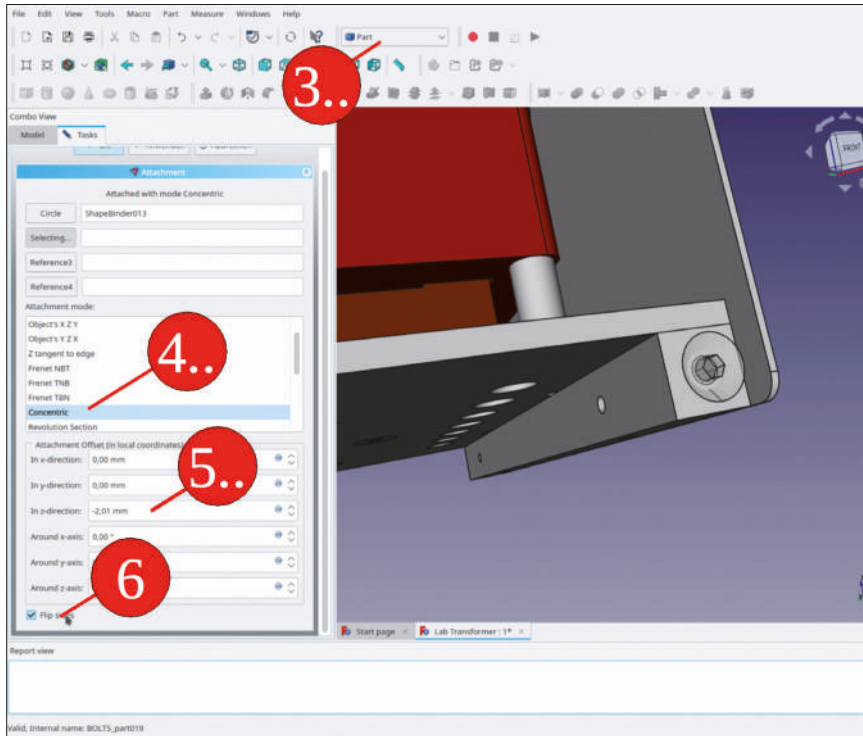 File Edit View Tools Macro Part Measure Windows Help
Part
3..
Combo View
Model Tasks
Attachment
Attached with mode Concentric
Circle ShapeBinder013
Selecting...
Reference3
Reference4
Attachment mode:
Object's X Z Y
Object's Y Z X
Z tangent to edge
Frenet NBT
Frenet TNB
Frenet TBN
Concentric
Revolution Section
4..
Attachment Offset (in local coordinates)
In x-direction: 0,00 mm
In y-direction: 0,00 mm
In z-direction: -2,01 mm
5..
Around x-axis: 0,00 °
Around y-axis:
Around z-axis:
6
Flip sides
FRONT
Start page
Lab Transformer : 1*
Report view
Valid, Internal name: BOLTS_part019